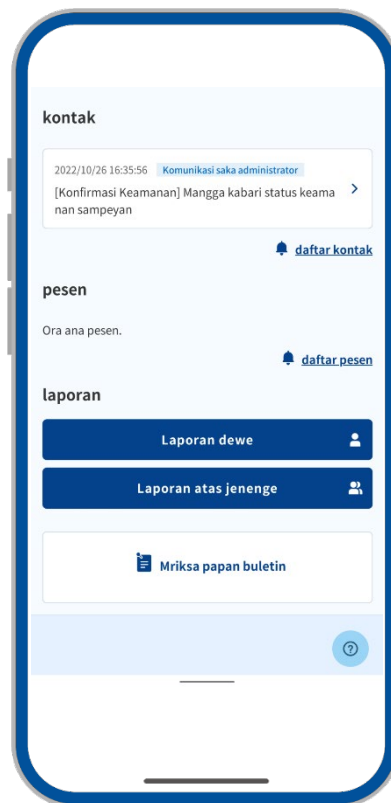 kontak
2022/10/26 16:35:56 Komunikasi saka administrator
[Konfirmasi Keamanan] Mangga kabari status keama
nan sampeyan
daftar kontak
pesen
Ora ana pesen.
daftar pesen
laporan
Laporan dewe
Laporan atas jenenge
Mriksa papan buletin